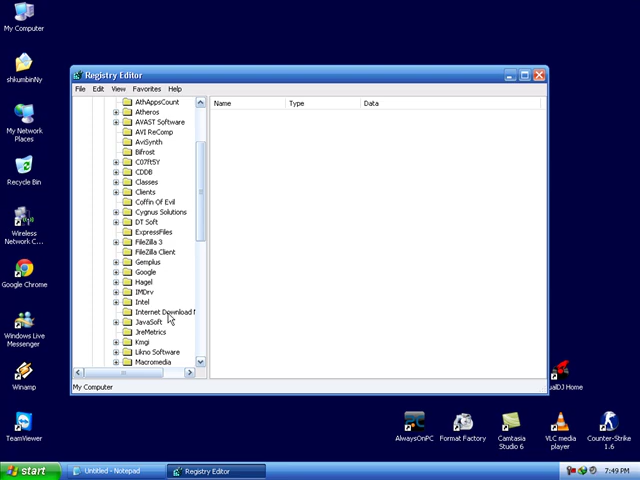 My Computer
shkumbinNy
My Network
Places
Recycle Bin
Wireless
Network C...
Google Chrome
Windows Live
Messenger
Winamp
TeamViewer
Registry Editor
File Edit View Favorites Help
AthAppsCount
Atheros
AVAST Software
AVI ReComp
AviSynth
Bifrost
C07ft5Y
CDDB
Classes
Clients
Coffin Of Evil
Cygnus Solutions
DT Soft
ExpressFiles
FileZilla 3
FileZilla Client
Gemplus
Google
Hagel
IMDrv
Intel
Internet Download
JavaSoft
JreMetrics
Kmgi
Likno Software
Macromedia
Name Type Data
My Computer
ualDJ Home
AlwaysOnPC
Format Factory
Camtasia
Studio 6
VLC media
player
Counter-Strike
1.6
start
Untitled - Notepad
Registry Editor
7:49 PM